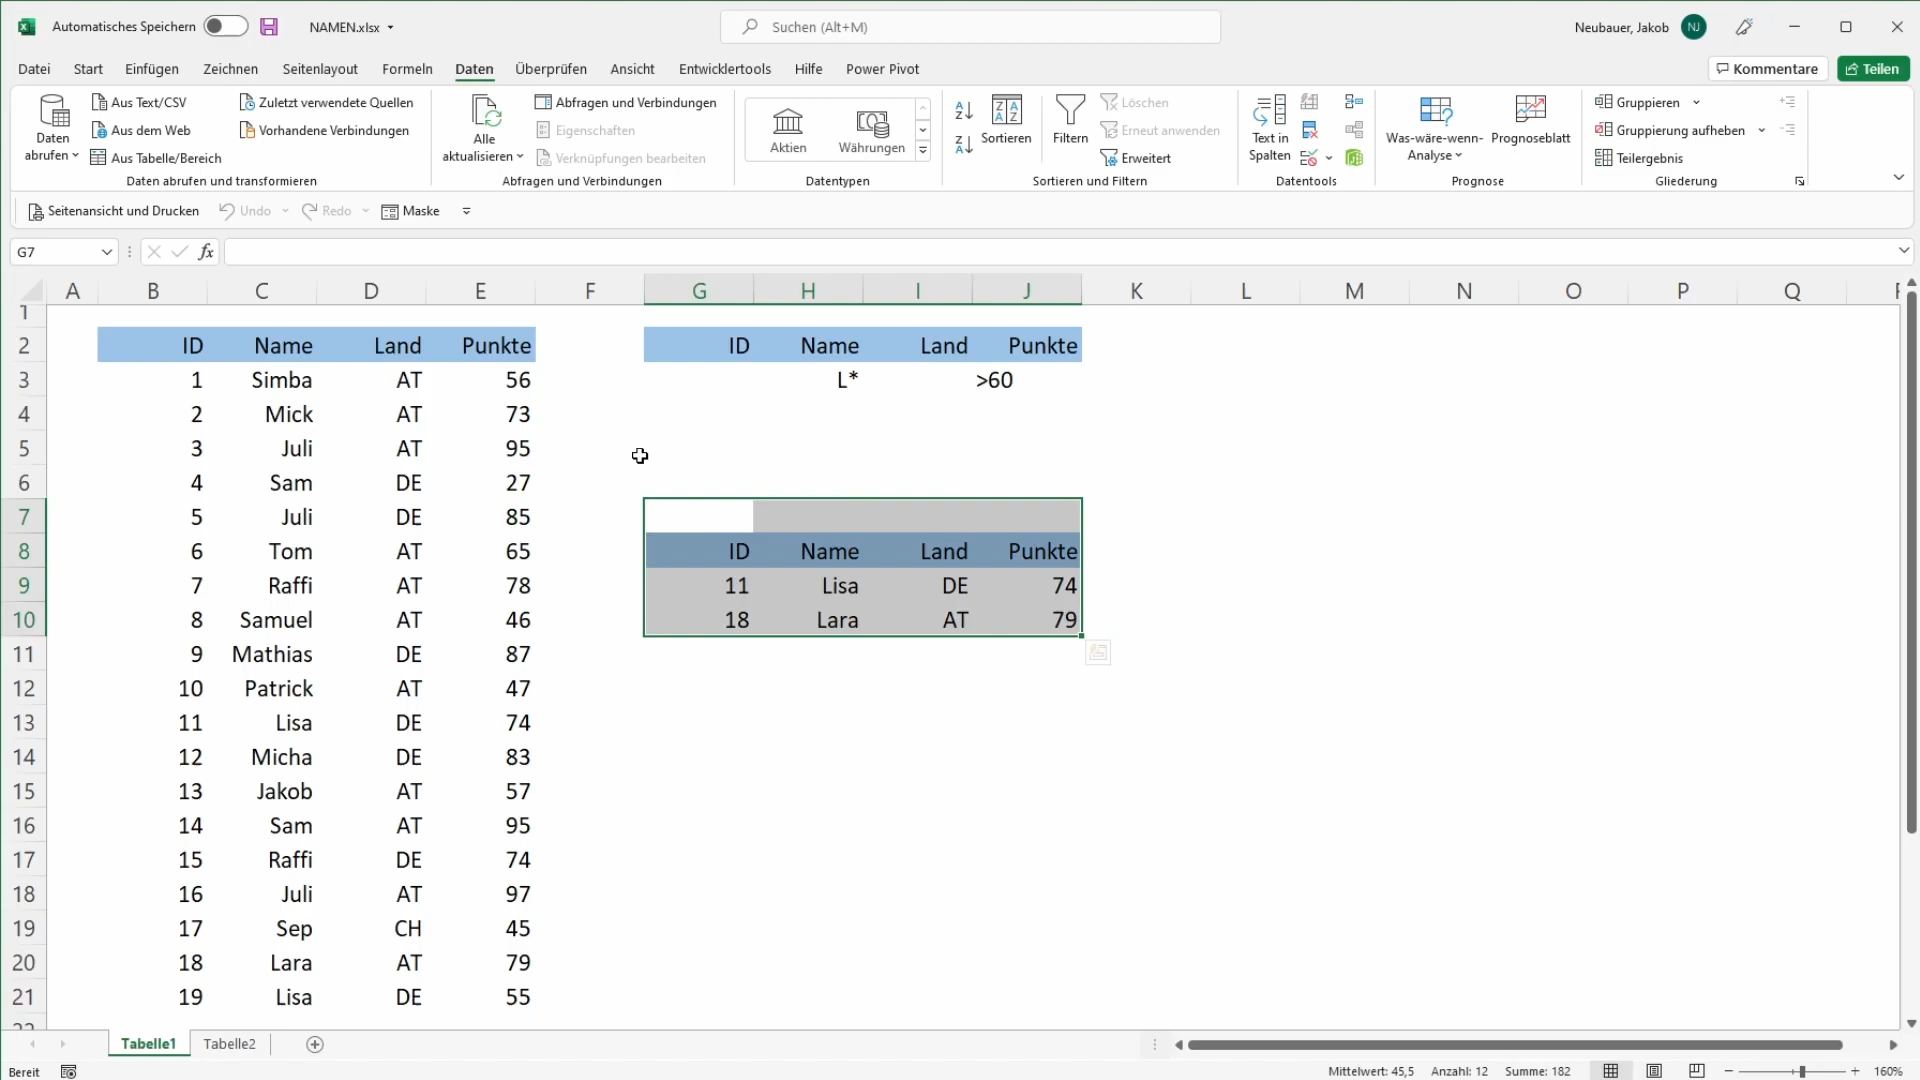 Automatisches Speichern NAMEN.xlsx Suchen (Alt+M) Neubauer, Jakob NJ
Datei Start Einfügen Zeichnen Seitenlayout Formeln Daten Überprüfen Ansicht Entwicklertools Hilfe Power Pivot Kommentare Teilen
Daten abrufen Aus Text/CSV Zuletzt verwendete Quellen
Aus dem Web Vorhandene Verbindungen
Aus Tabelle/Bereich
Daten abrufen und transformieren
Alle aktualisieren Abfragen und Verbindungen
Eigenschaften
Verknüpfungen bearbeiten
Abfragen und Verbindungen
Aktien Währungen
Datentypen
Sortieren Filtern Löschen
Erneut anwenden
Erweitert
Sortieren und Filtern
Text in Spalten
Datentools
Was-wäre-wenn-Analyse Prognoseblatt
Prognose
Gruppieren
Gruppierung aufheben
Teilergebnis
Gliederung
Seitenansicht und Drucken Undo Redo Maske
G7 fx
A B C D E F G H I J K L M N O P Q
1
2 ID Name Land Punkte ID Name Land Punkte
3 1 Simba AT 56 L* >60
4 2 Mick AT 73
5 3 Juli AT 95
6 4 Sam DE 27
7 5 Juli DE 85
8 6 Tom AT 65 ID Name Land Punkte
9 7 Raffi AT 78 11 Lisa DE 74
10 8 Samuel AT 46 18 Lara AT 79
11 9 Mathias DE 87
12 10 Patrick AT 47
13 11 Lisa DE 74
14 12 Micha DE 83
15 13 Jakob AT 57
16 14 Sam AT 95
17 15 Raffi DE 74
18 16 Juli AT 97
19 17 Sep CH 45
20 18 Lara AT 79
21 19 Lisa DE 55
Tabelle1 Tabelle2
Bereit Mittelwert: 45,5 Anzahl: 12 Summe: 182 160%